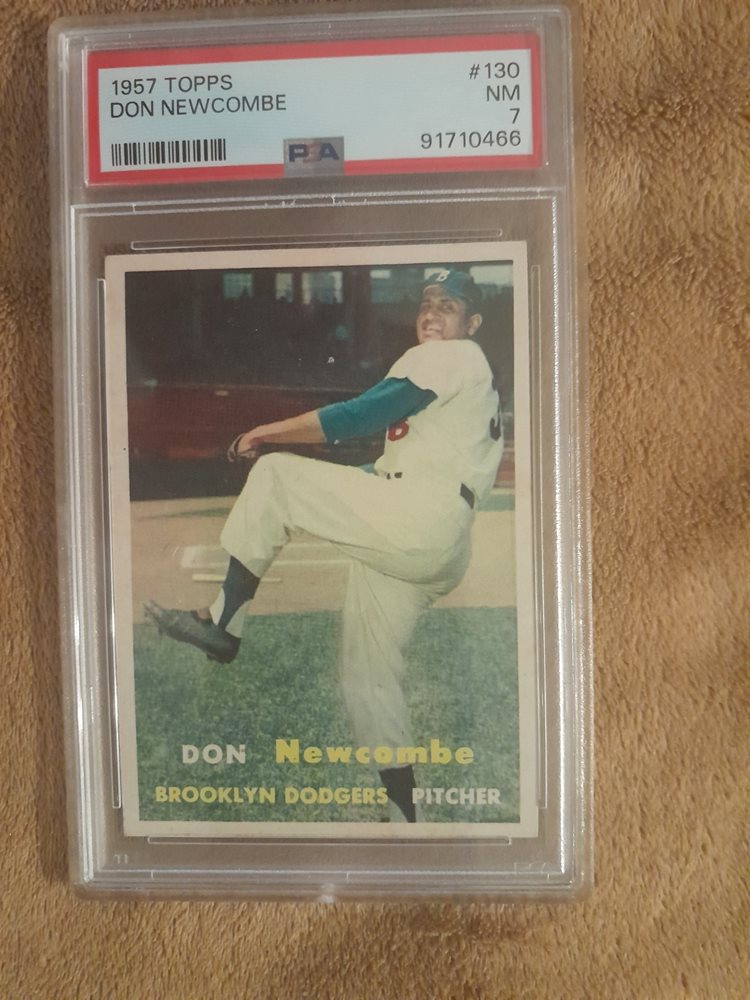 1957 TOPPS #130
DON NEWCOMBE NM
7
PSA 91710466
B
DON Newcombe
BROOKLYN DODGERS PITCHER